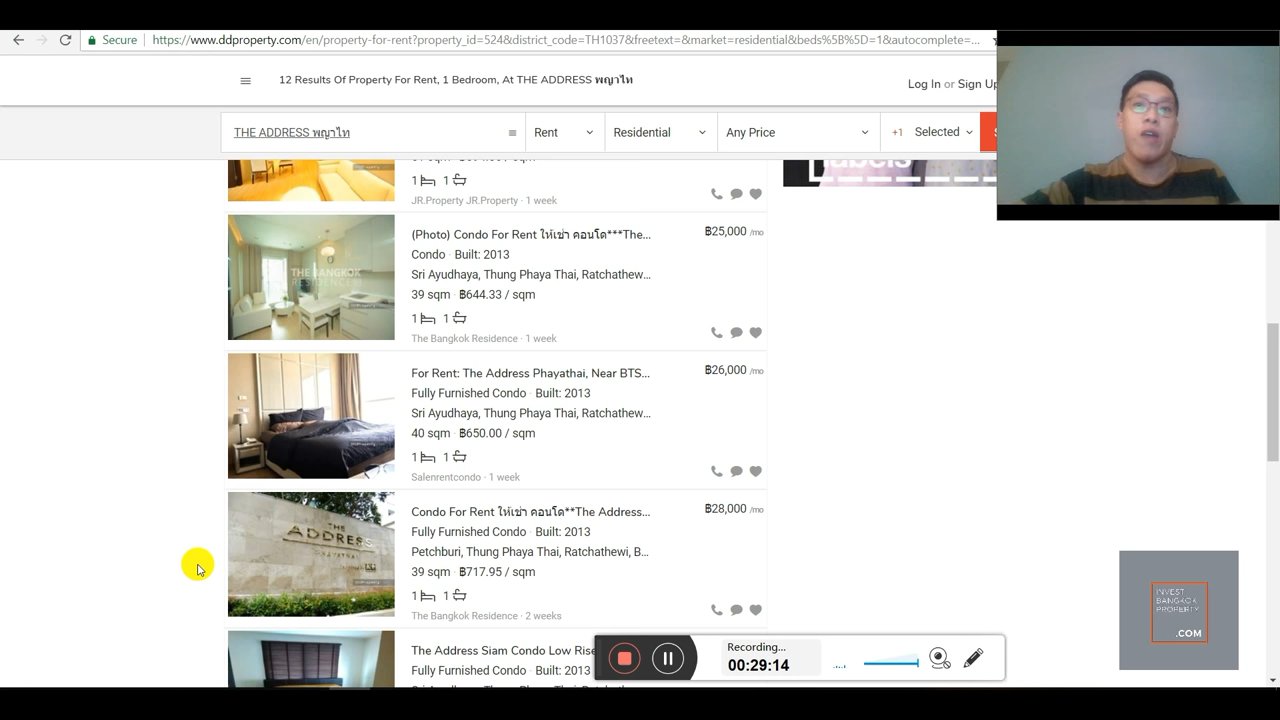 Secure https://www.ddproperty.com/en/property-for-rent?property_id=524&district_code=TH1037&freetext=&market=residential&beds%5B%5D=1&autocomplete=...
12 Results Of Property For Rent, 1 Bedroom, At THE ADDRESS พญาไท
Log In or Sign Up
THE ADDRESS พญาไท
Rent
Residential
Any Price
+1 Selected
labels
1 1
JR.Property JR.Property · 1 week
(Photo) Condo For Rent ให้เช่า คอนโด***The...
฿25,000 /mo
Condo · Built: 2013
Sri Ayudhaya, Thung Phaya Thai, Ratchathew...
39 sqm · ฿644.33 / sqm
1 1
The Bangkok Residence · 1 week
THE BANGKOK
RESIDENCE
For Rent: The Address Phayathai, Near BTS...
฿26,000 /mo
Fully Furnished Condo · Built: 2013
Sri Ayudhaya, Thung Phaya Thai, Ratchathew...
40 sqm · ฿650.00 / sqm
1 1
Salenrentcondo · 1 week
Condo For Rent ให้เช่า คอนโด**The Address...
฿28,000 /mo
Fully Furnished Condo · Built: 2013
Petchburi, Thung Phaya Thai, Ratchathewi, B...
39 sqm · ฿717.95 / sqm
1 1
The Bangkok Residence · 2 weeks
THE
ADDRESS
PHAYATHAI
The Address Siam Condo Low Rise
Fully Furnished Condo · Built: 2013
Recording...
00:29:14
INVEST
BANGKOK
PROPERTY
.COM